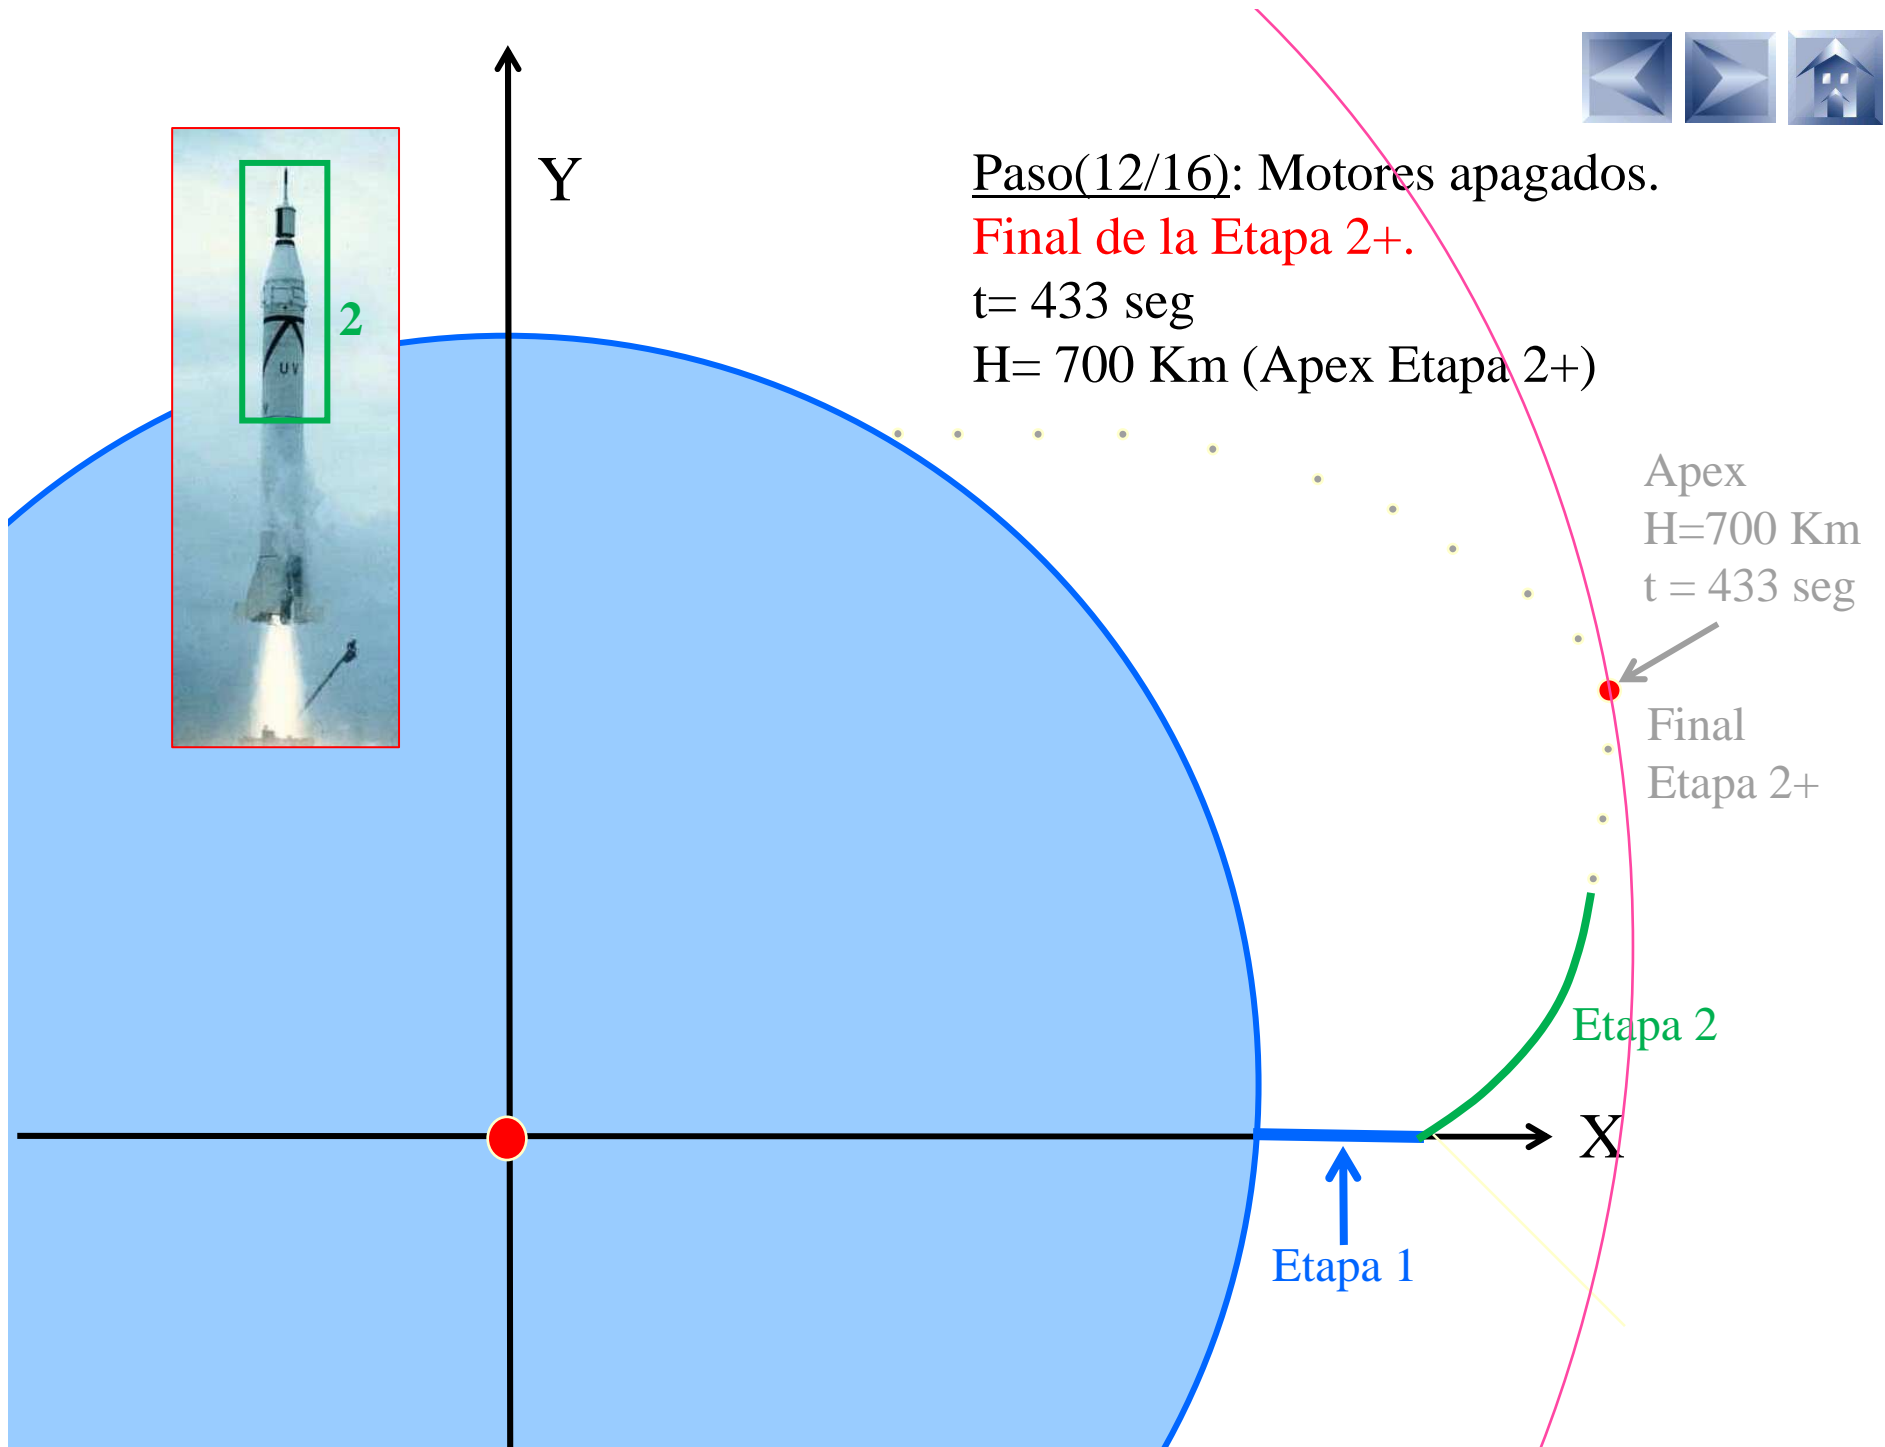 Y
Paso(12/16): Motores apagados.
Final de la Etapa 2+.
t= 433 seg
H= 700 Km (Apex Etapa 2+)
2
UV
Apex
H=700 Km
t = 433 seg
Final
Etapa 2+
Etapa 2
X
Etapa 1